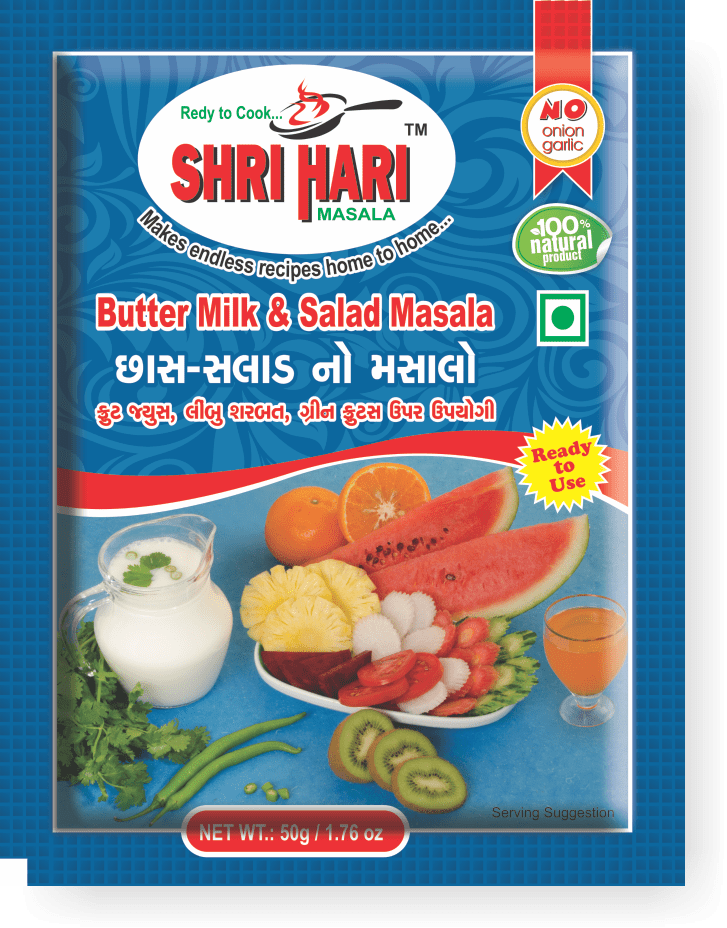 Redy to Cook...
TM
SHRI HARI
MASALA
Makes endless recipes home to home...
NO
onion
garlic
100%
natural
product
Butter Milk & Salad Masala
છાસ-સલાડ નો મસાલો
ફ્રુટ જ્યુસ, લીંબુ શરબત, ગ્રીન ફ્રુટસ ઉપર ઉપયોગી
Ready
to
Use
Serving Suggestion
NET WT.: 50g / 1.76 oz